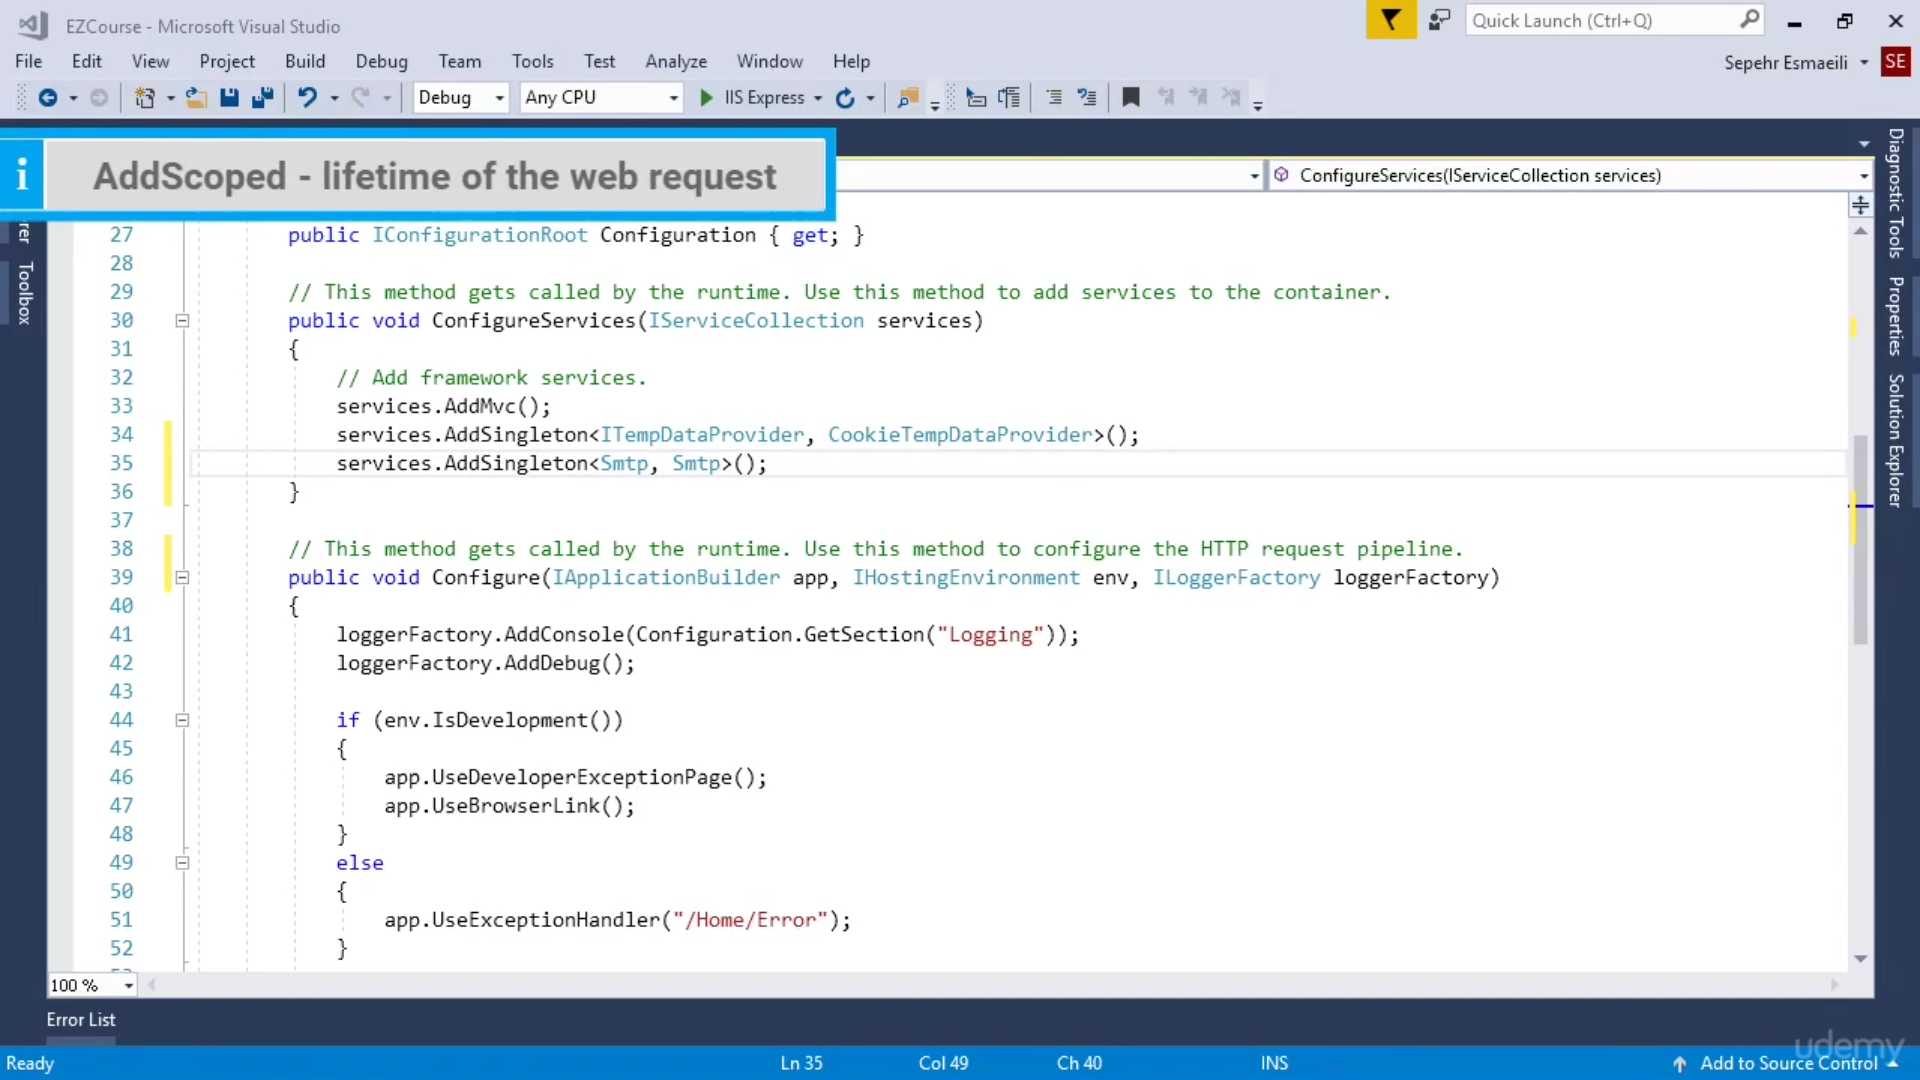 EZCourse - Microsoft Visual Studio
Quick Launch (Ctrl+Q)
File Edit View Project Build Debug Team Tools Test Analyze Window Help
Sepehr Esmaeili SE
Debug Any CPU IIS Express
i AddScoped - lifetime of the web request
ConfigureServices(IServiceCollection services)
27 public IConfigurationRoot Configuration { get; }
28
29 // This method gets called by the runtime. Use this method to add services to the container.
30 public void ConfigureServices(IServiceCollection services)
31 {
32 // Add framework services.
33 services.AddMvc();
34 services.AddSingleton<ITempDataProvider, CookieTempDataProvider>();
35 services.AddSingleton<Smtp, Smtp>();
36 }
37
38 // This method gets called by the runtime. Use this method to configure the HTTP request pipeline.
39 public void Configure(IApplicationBuilder app, IHostingEnvironment env, ILoggerFactory loggerFactory)
40 {
41 loggerFactory.AddConsole(Configuration.GetSection("Logging"));
42 loggerFactory.AddDebug();
43
44 if (env.IsDevelopment())
45 {
46 app.UseDeveloperExceptionPage();
47 app.UseBrowserLink();
48 }
49 else
50 {
51 app.UseExceptionHandler("/Home/Error");
52 }
Toolbox
Diagnostic Tools
Properties
Solution Explorer
100 %
Error List
udemy
Ready Ln 35 Col 49 Ch 40 INS Add to Source Control